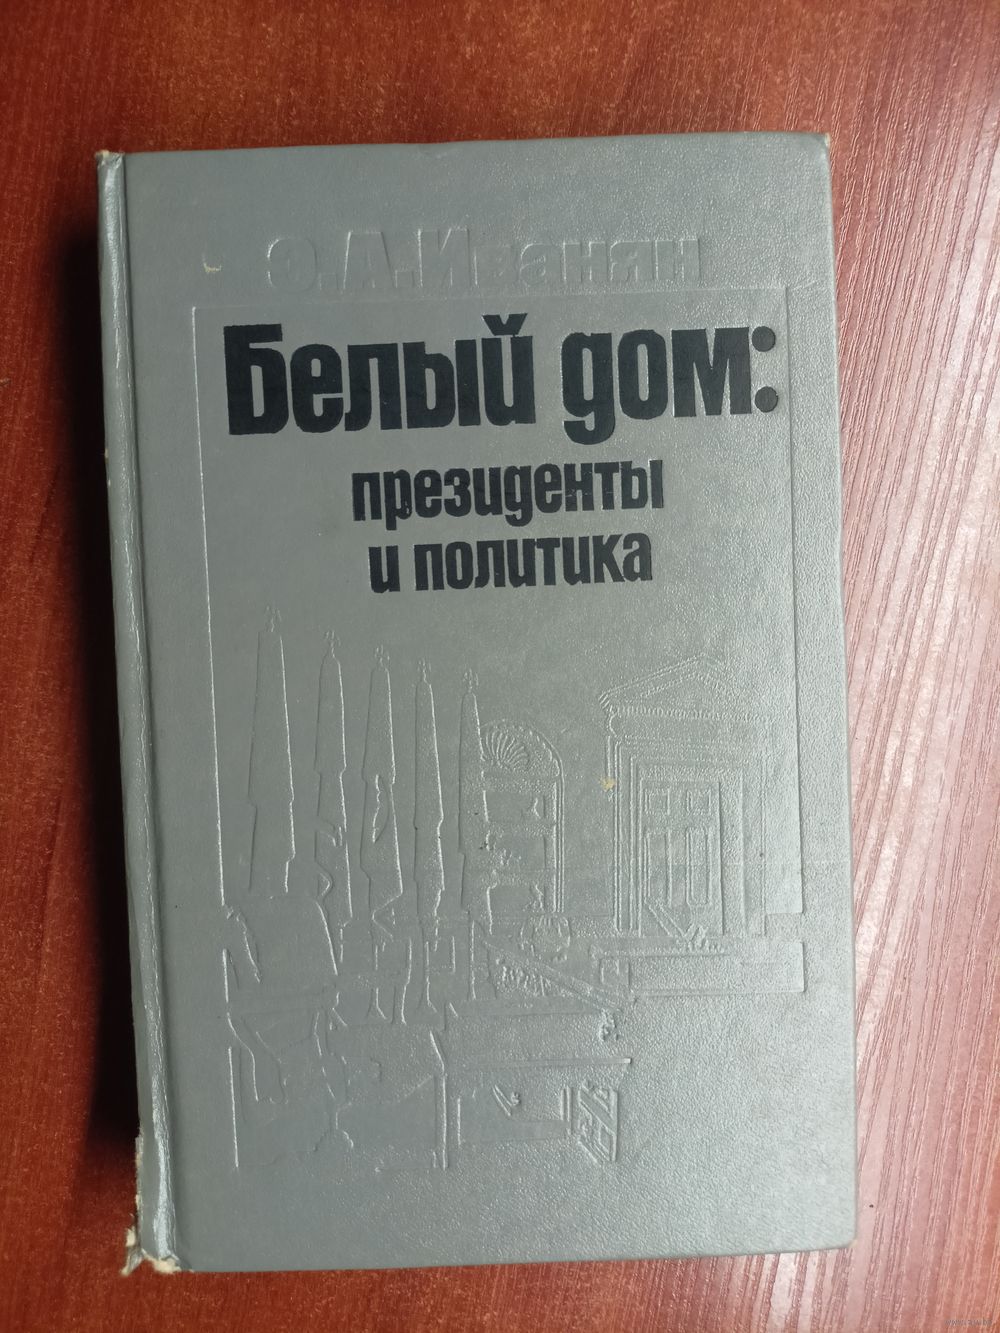 Э.А.Иванян
Белый дом:
президенты
и политика